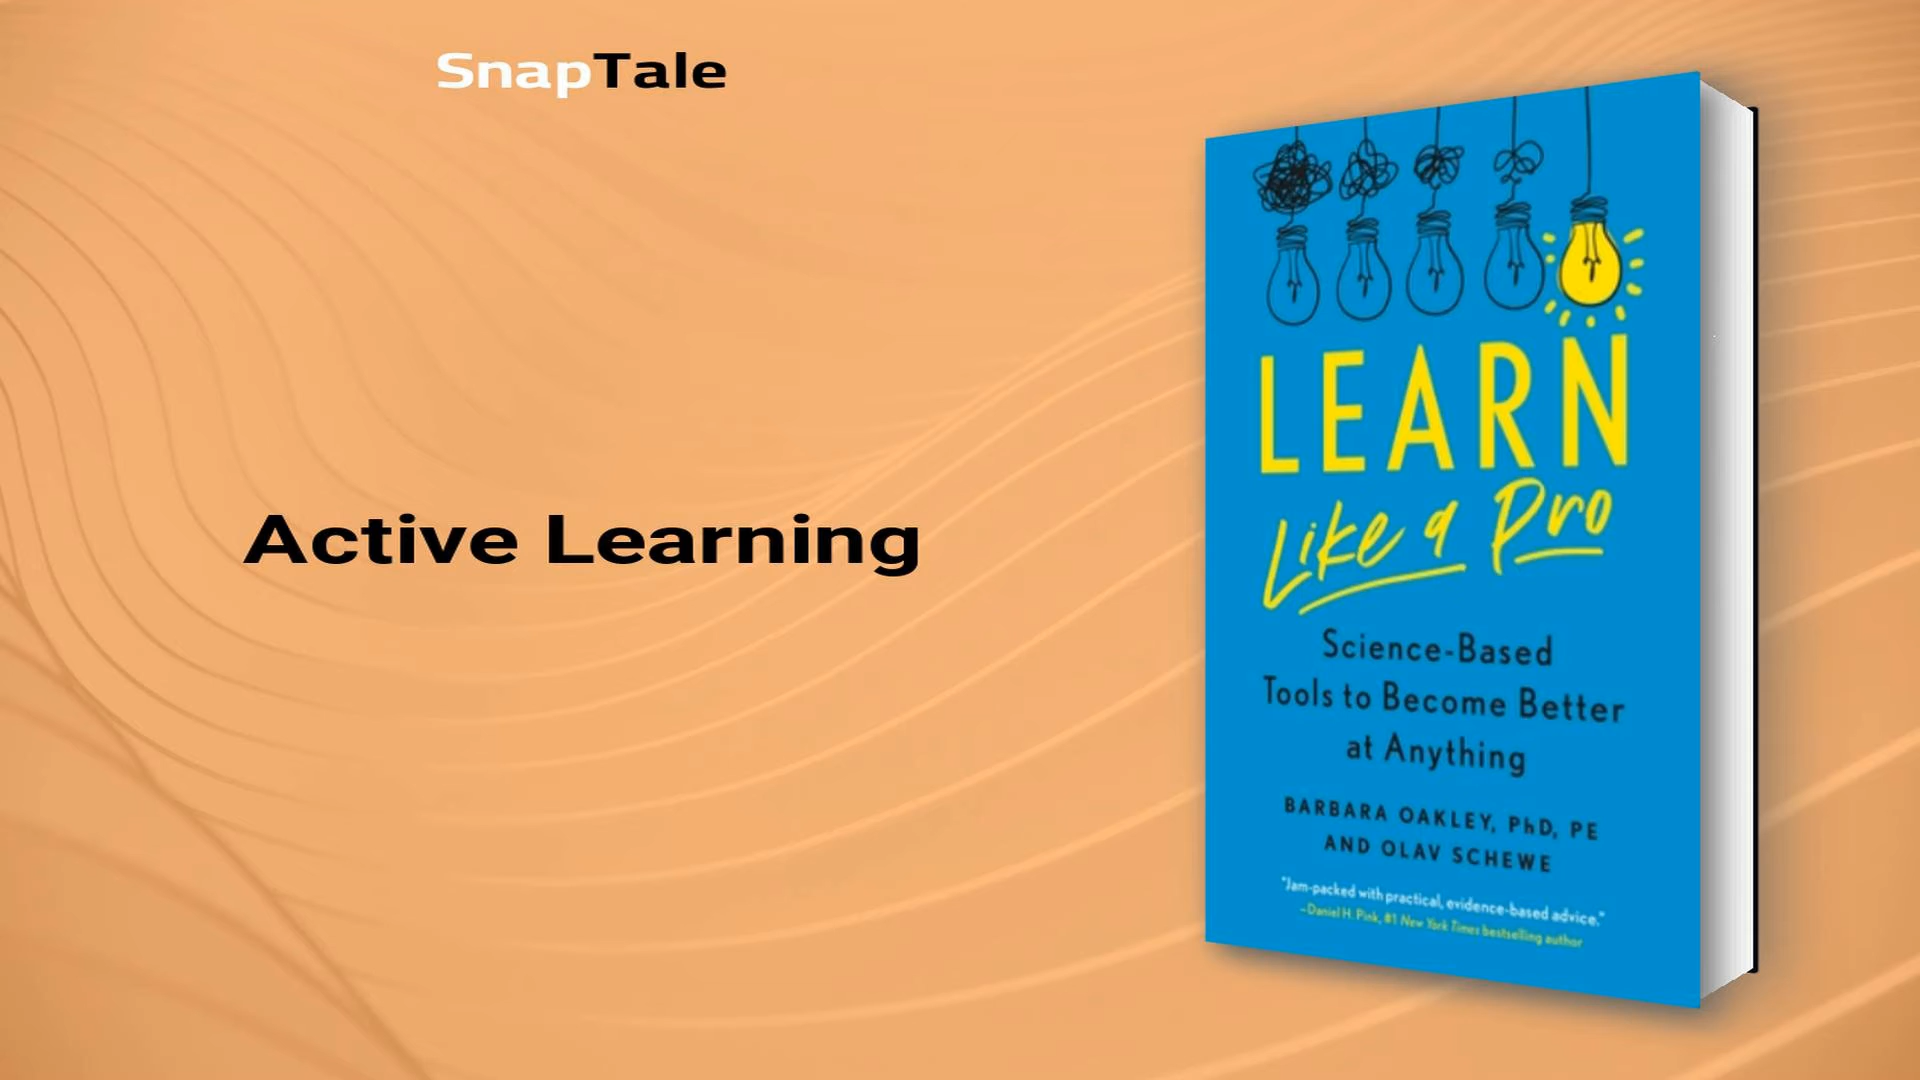 SnapTale
Active Learning
LEARN
Like a Pro
Science-Based
Tools to Become Better
at Anything
BARBARA OAKLEY, PhD, PE
AND OLAV SCHEWE
"Jam-packed with practical, evidence-based advice."
–Daniel H. Pink, #1 New York Times bestselling author